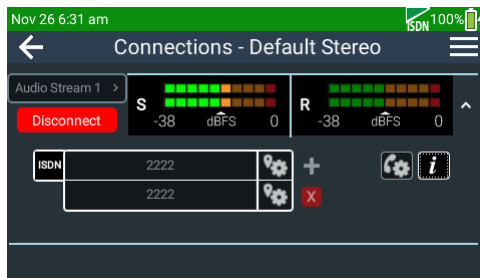 Nov 26 6:31 am ISDN 100%
Connections - Default Stereo
Audio Stream 1 >
Disconnect
S -38 dBFS 0
R -38 dBFS 0
ISDN 2222
2222 X
i